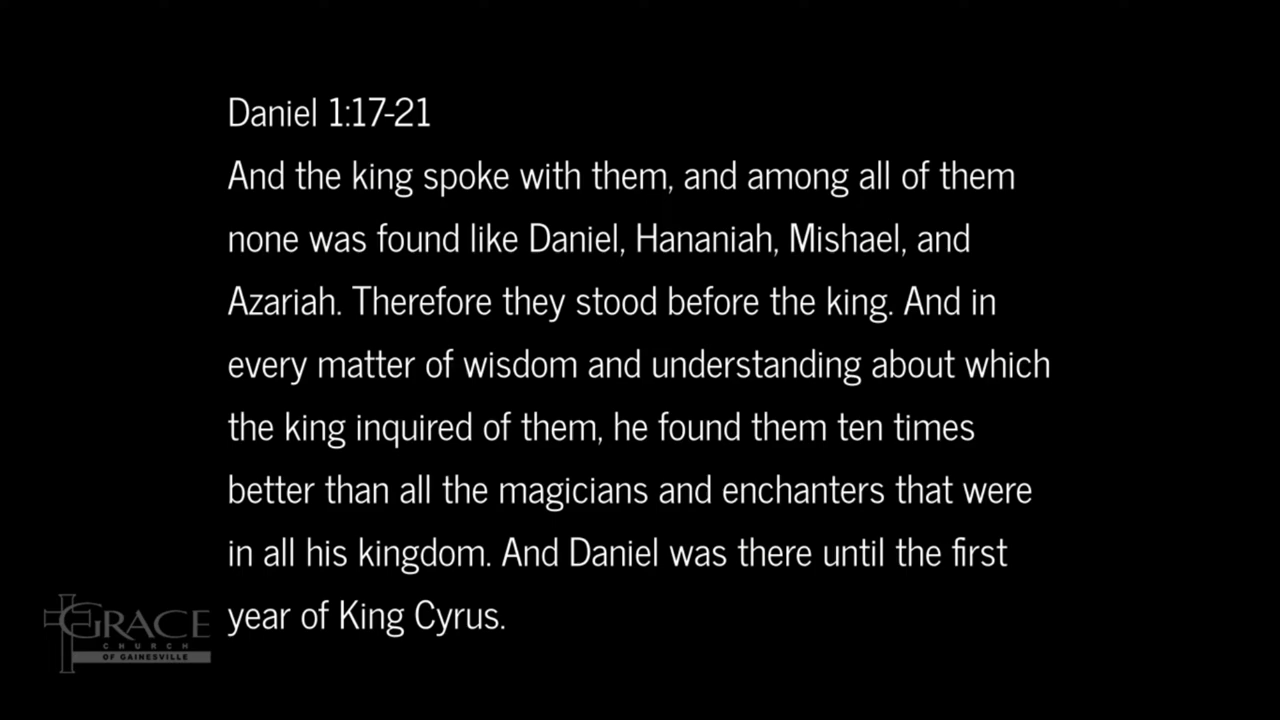 Daniel 1:17-21
And the king spoke with them, and among all of them
none was found like Daniel, Hananiah, Mishael, and
Azariah. Therefore they stood before the king. And in
every matter of wisdom and understanding about which
the king inquired of them, he found them ten times
better than all the magicians and enchanters that were
in all his kingdom. And Daniel was there until the first
year of King Cyrus.
GRACE
CHURCH
OF GAINESVILLE